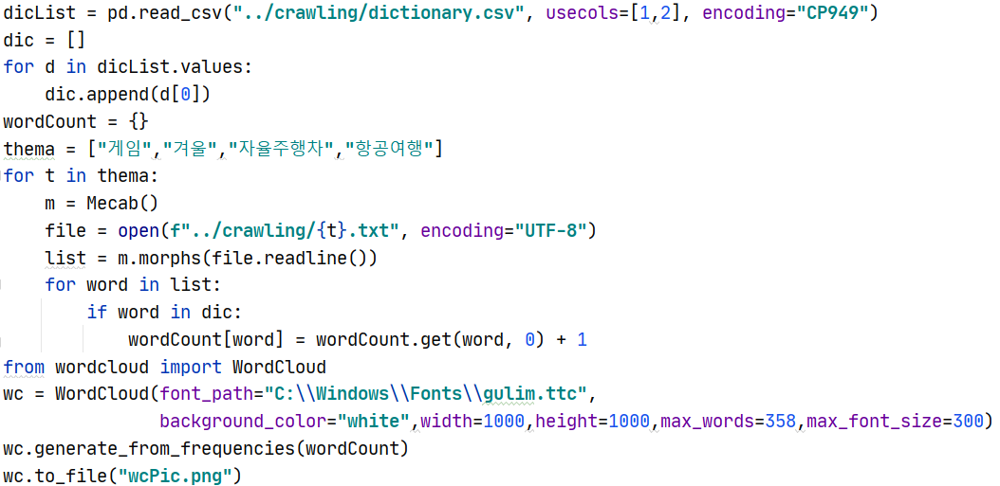 dicList = pd.read_csv("../crawling/dictionary.csv", usecols=[1,2], encoding="CP949")
dic = []
for d in dicList.values:
    dic.append(d[0])
wordCount = {}
thema = ["게임","겨울","자율주행차","항공여행"]
for t in thema:
    m = Mecab()
    file = open(f"../crawling/{t}.txt", encoding="UTF-8")
    list = m.morphs(file.readline())
    for word in list:
        if word in dic:
            wordCount[word] = wordCount.get(word, 0) + 1
from wordcloud import WordCloud
wc = WordCloud(font_path="C:\\Windows\\Fonts\\gulim.ttc",
               background_color="white",width=1000,height=1000,max_words=358,max_font_size=300)
wc.generate_from_frequencies(wordCount)
wc.to_file("wcPic.png")